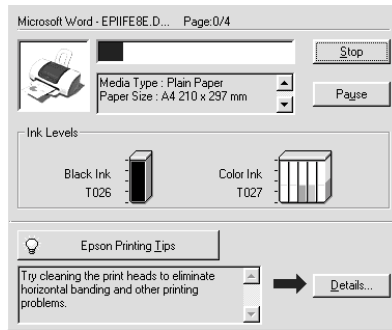 Microsoft Word - EPIIFE8E.D... Page:0/4
Stop
Media Type : Plain Paper
Paper Size : A4 210 x 297 mm
Pause
Ink Levels
Black Ink
T026
Color Ink
T027
Epson Printing Tips
Try cleaning the print heads to eliminate
horizontal banding and other printing
problems.
Details...